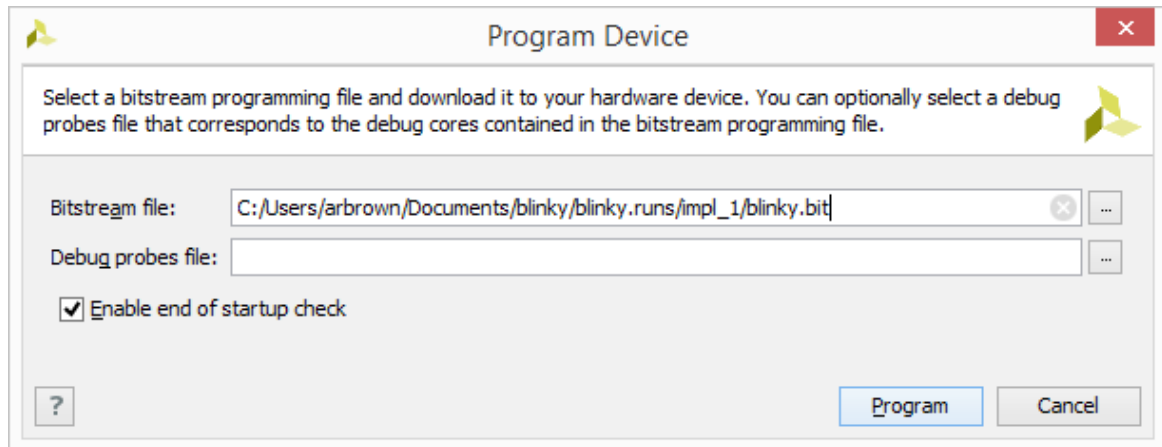 Program Device
Select a bitstream programming file and download it to your hardware device. You can optionally select a debug
probes file that corresponds to the debug cores contained in the bitstream programming file.
Bitstream file: C:/Users/arbrown/Documents/blinky/blinky.runs/impl_1/blinky.bit ...
Debug probes file: ...
Enable end of startup check
? Program Cancel